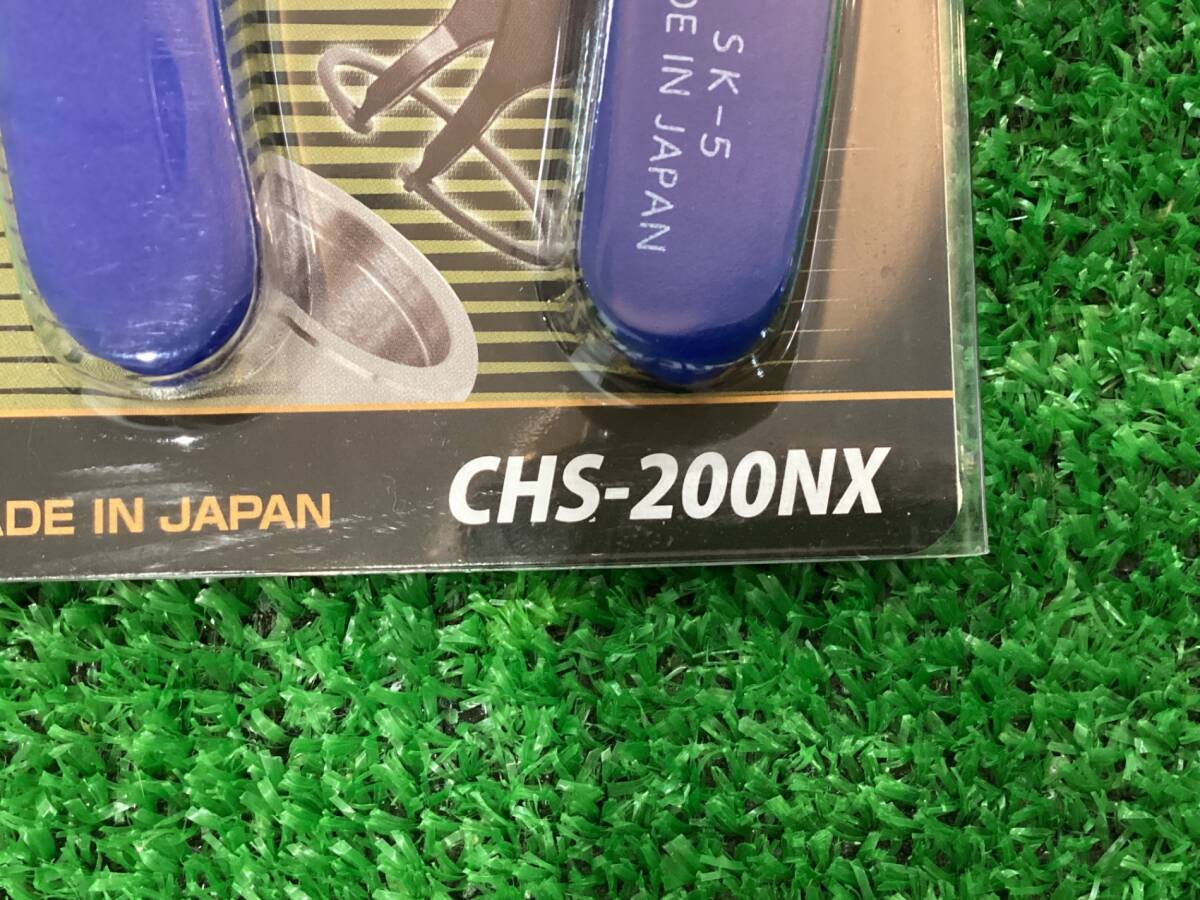 SK-5
DE IN JAPAN
ADE IN JAPAN
CHS-200NX